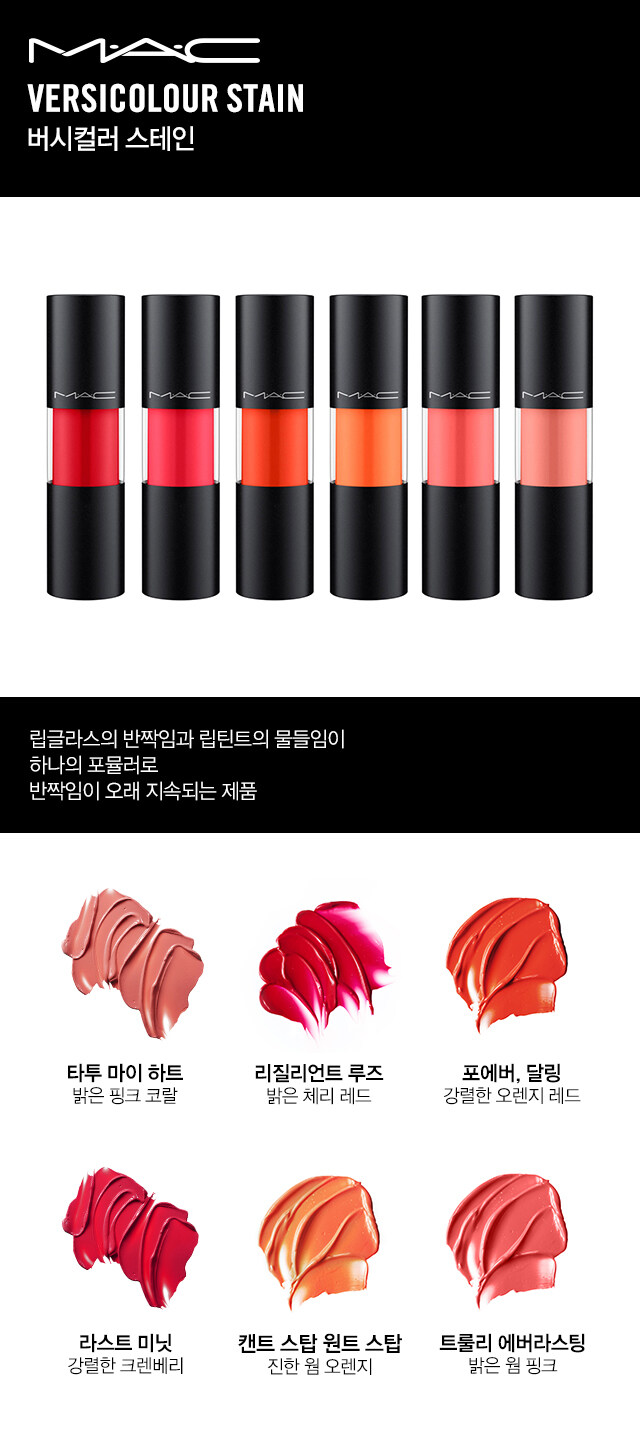 M·A·C
VERSICOLOUR STAIN
버시컬러 스테인
MAC MAC MAC MAC MAC MAC
립글라스의 반짝임과 립틴트의 물들임이
하나의 포뮬러로
반짝임이 오래 지속되는 제품
타투 마이 하트 리질리언트 루즈 포에버, 달링
밝은 핑크 코랄 밝은 체리 레드 강렬한 오렌지 레드
라스트 미닛 캔트 스탑 원트 스탑 트룰리 에버라스팅
강렬한 크렌베리 진한 웜 오렌지 밝은 웜 핑크